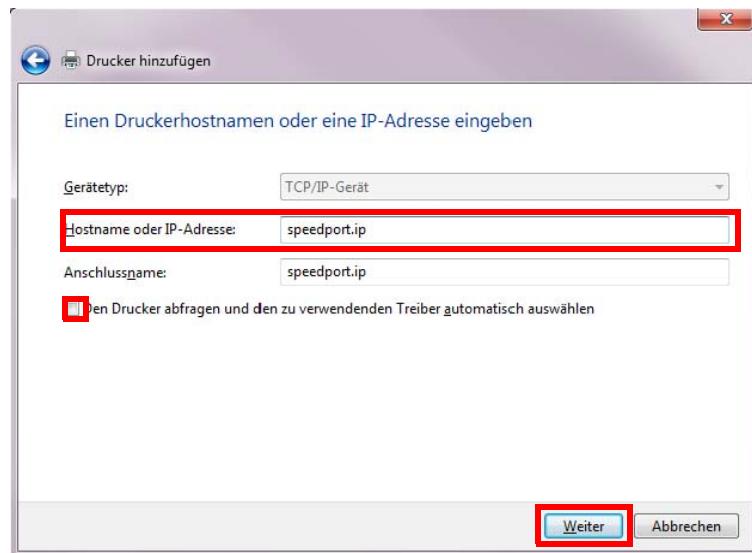 Drucker hinzufügen
Einen Druckerhostnamen oder eine IP-Adresse eingeben
Gerätetyp: TCP/IP-Gerät
Hostname oder IP-Adresse: speedport.ip
Anschlussname: speedport.ip
Den Drucker abfragen und den zu verwendenden Treiber automatisch auswählen
Weiter Abbrechen